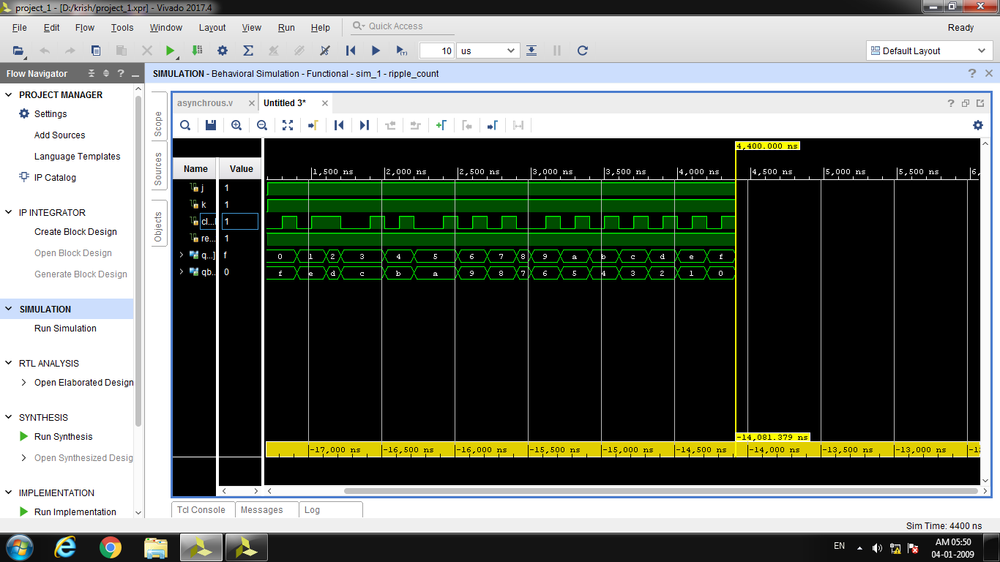 project_1 - [D:/krish/project_1.xpr] - Vivado 2017.4
File Edit Flow Tools Window Layout View Run Help Quick Access Ready
10 us Default Layout
Flow Navigator
SIMULATION - Behavioral Simulation - Functional - sim_1 - ripple_count
PROJECT MANAGER
Settings
Add Sources
Language Templates
IP Catalog
IP INTEGRATOR
Create Block Design
Open Block Design
Generate Block Design
SIMULATION
Run Simulation
RTL ANALYSIS
Open Elaborated Design
SYNTHESIS
Run Synthesis
Open Synthesized Desig
IMPLEMENTATION
Run Implementation
Scope
Sources
Objects
asynchrous.v Untitled 3*
4,400.000 ns
Name Value 1,500 ns 2,000 ns 2,500 ns 3,000 ns 3,500 ns 4,000 ns 4,500 ns 5,000 ns 5,500 ns 6,
j 1
k 1
cl... 1
re... 1
q...] f 0 1 2 3 4 5 6 7 8 9 a b c d e f
qb... 0 f e d c b a 9 8 7 6 5 4 3 2 1 0
-14,081.379 ns
-17,000 ns -16,500 ns -16,000 ns -15,500 ns -15,000 ns -14,500 ns -14,000 ns -13,500 ns -13,000 ns
Tcl Console Messages Log
Sim Time: 4400 ns
EN AM 05:50
04-01-2009